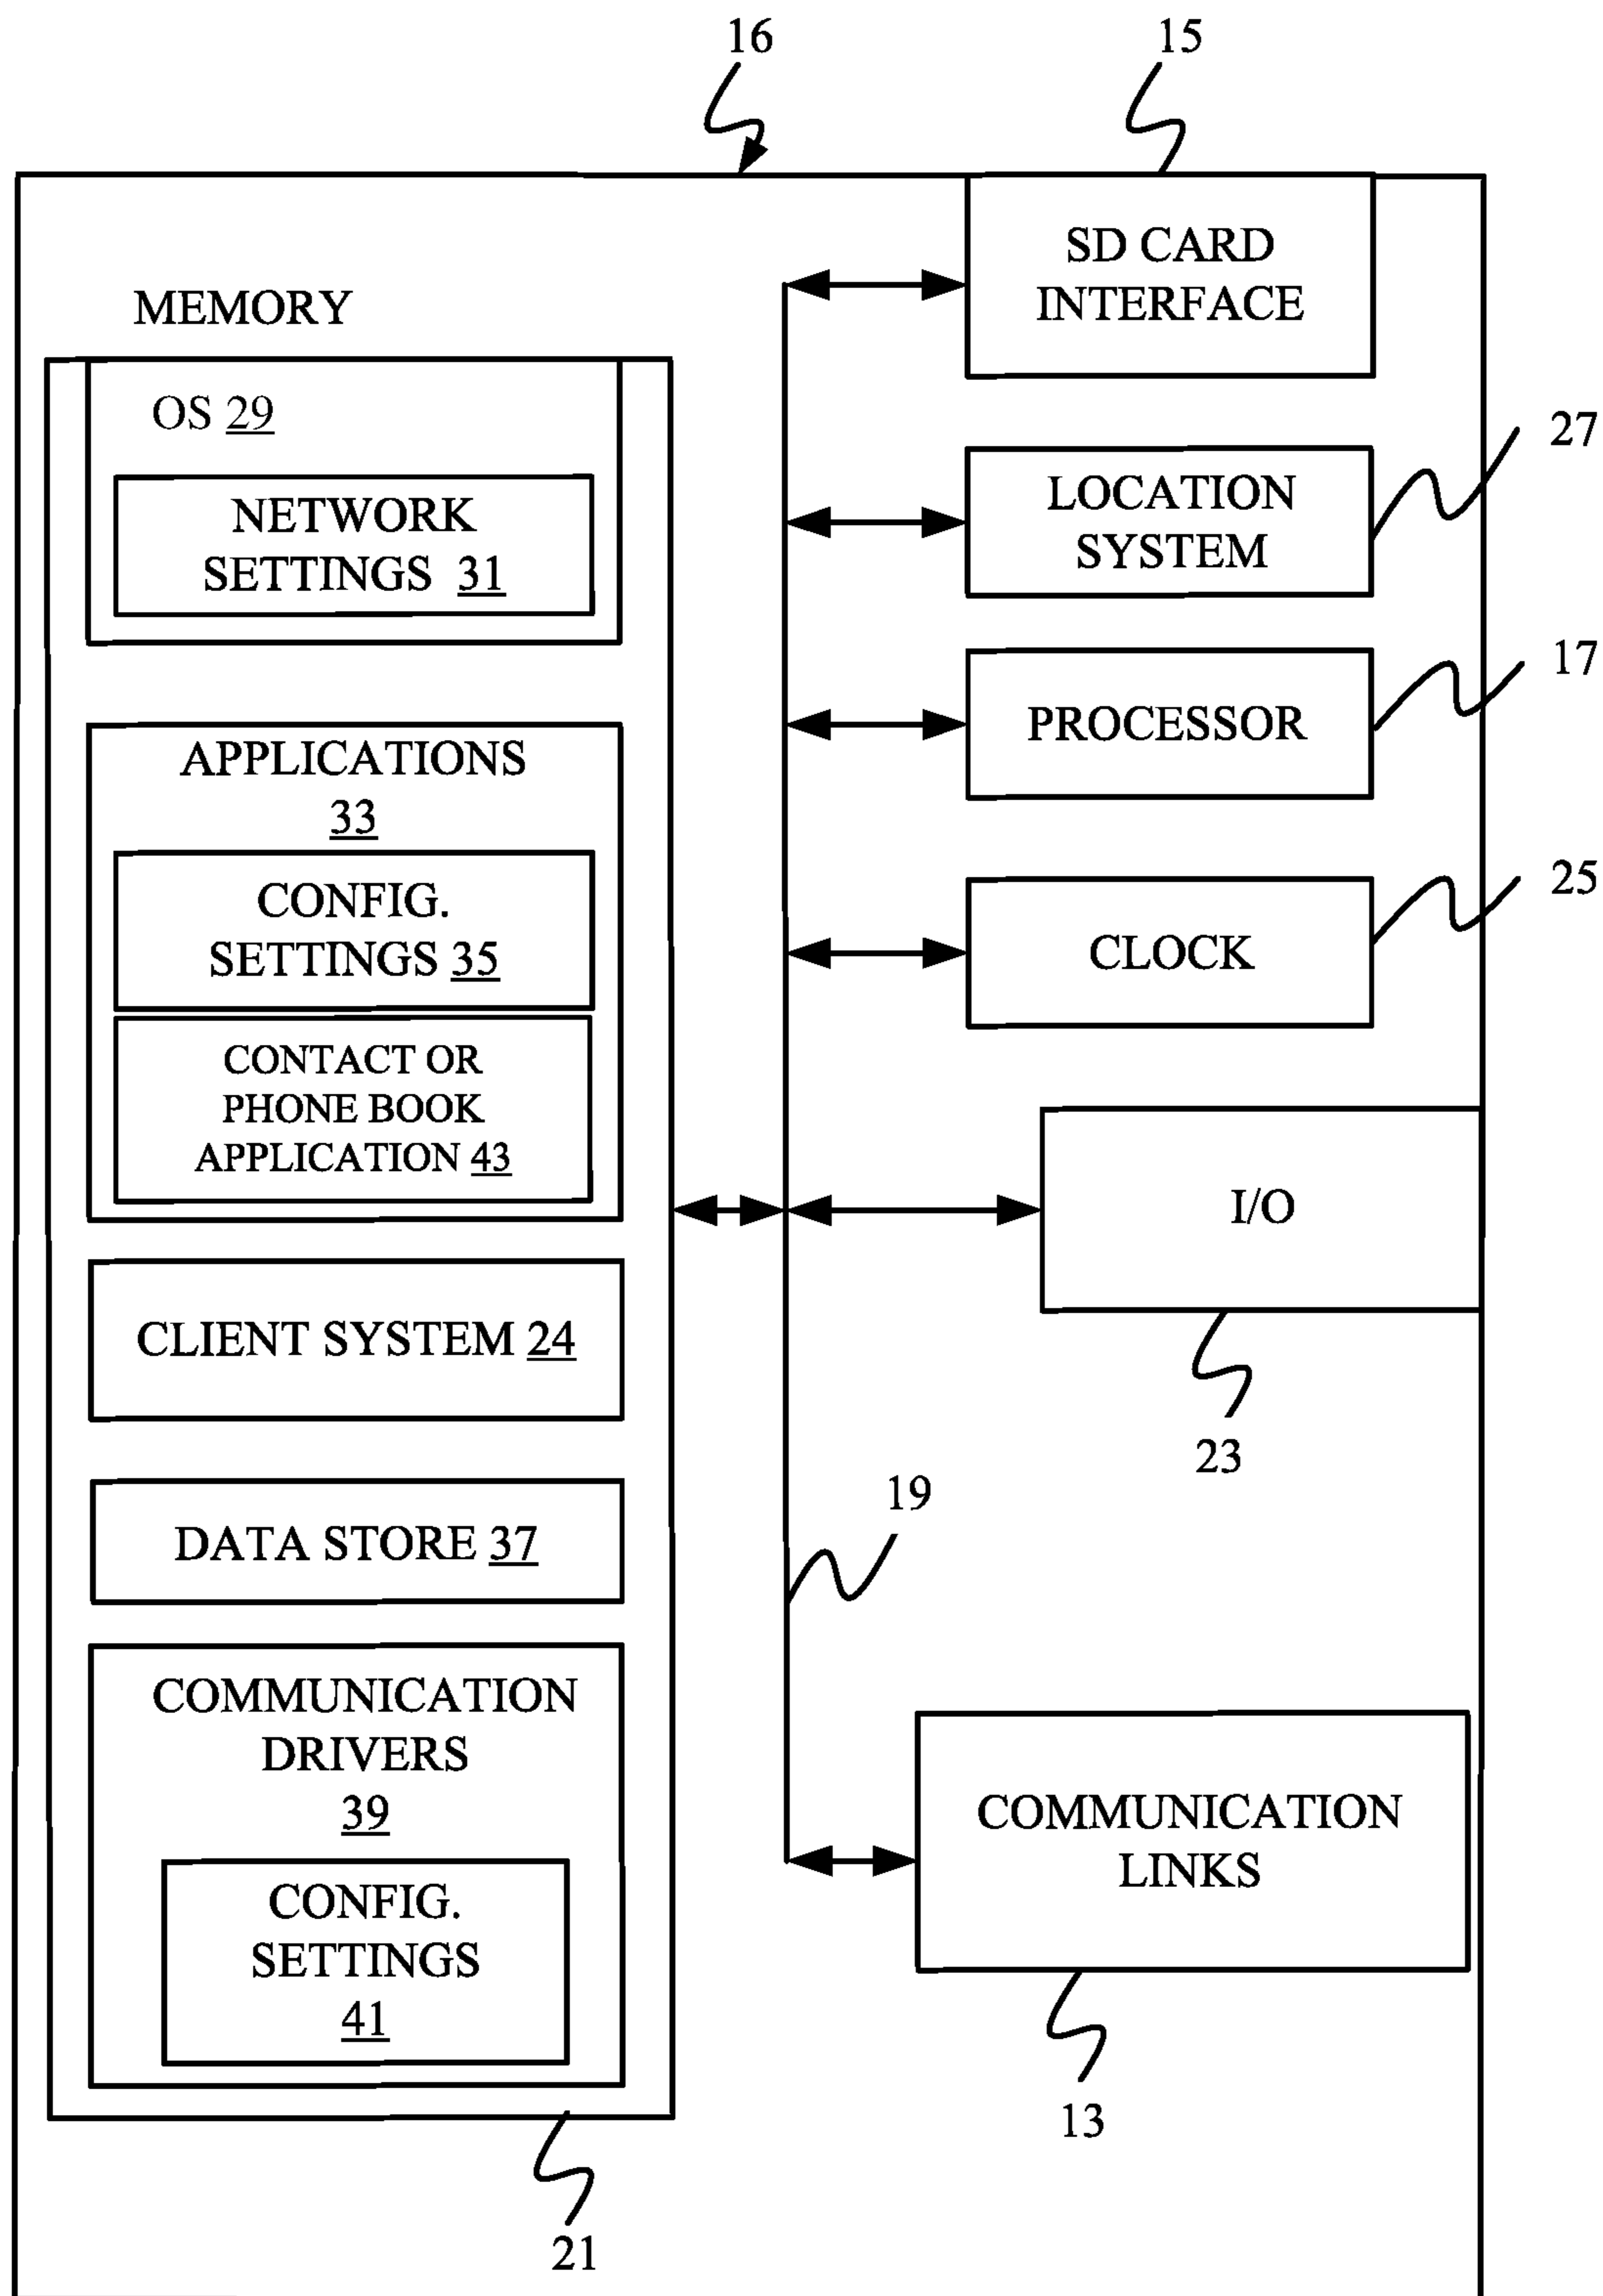 16
15
SD CARD
INTERFACE
MEMORY
OS 29
27
NETWORK
SETTINGS 31
LOCATION
SYSTEM
17
PROCESSOR
APPLICATIONS
33
25
CONFIG.
SETTINGS 35
CLOCK
CONTACT OR
PHONE BOOK
APPLICATION 43
I/O
CLIENT SYSTEM 24
23
19
DATA STORE 37
COMMUNICATION
DRIVERS
39
COMMUNICATION
LINKS
CONFIG.
SETTINGS
41
13
21